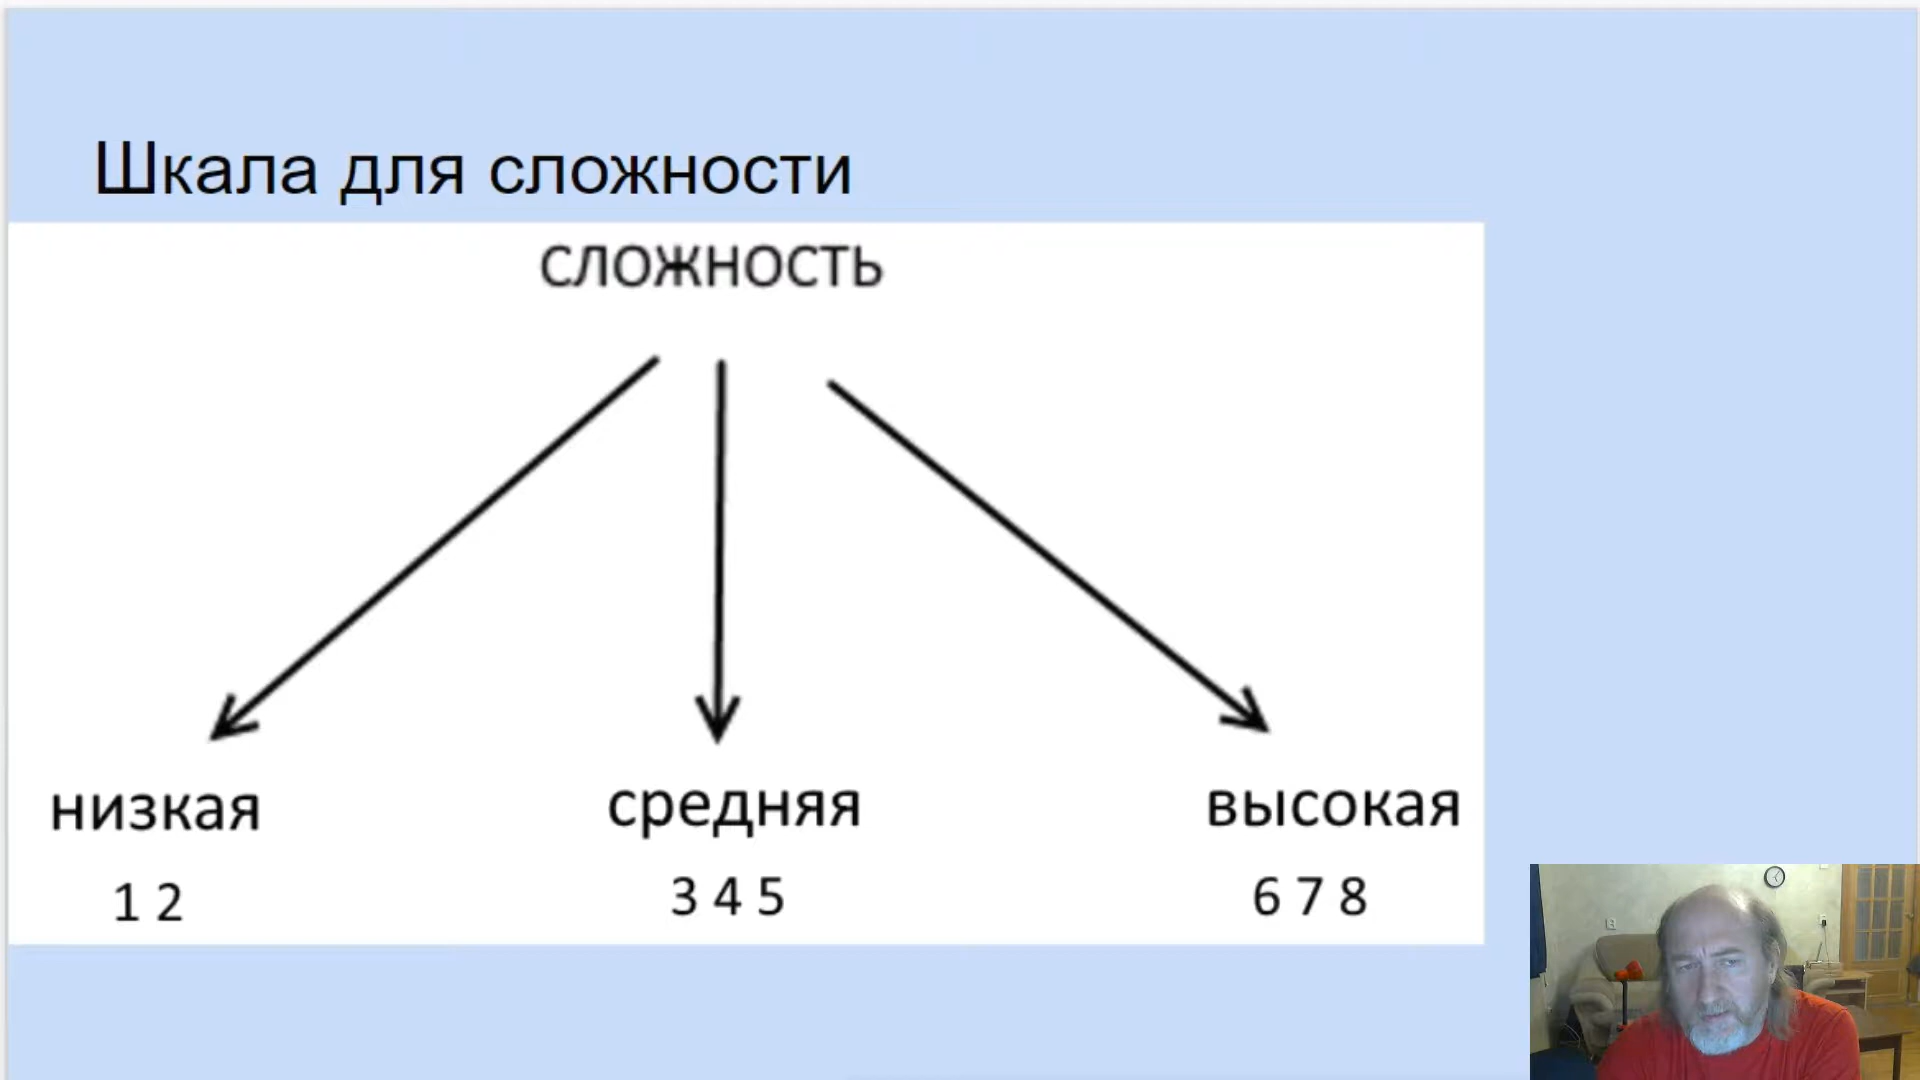 Шкала для сложности
СЛОЖНОСТЬ
низкая средняя высокая
1 2 3 4 5 6 7 8